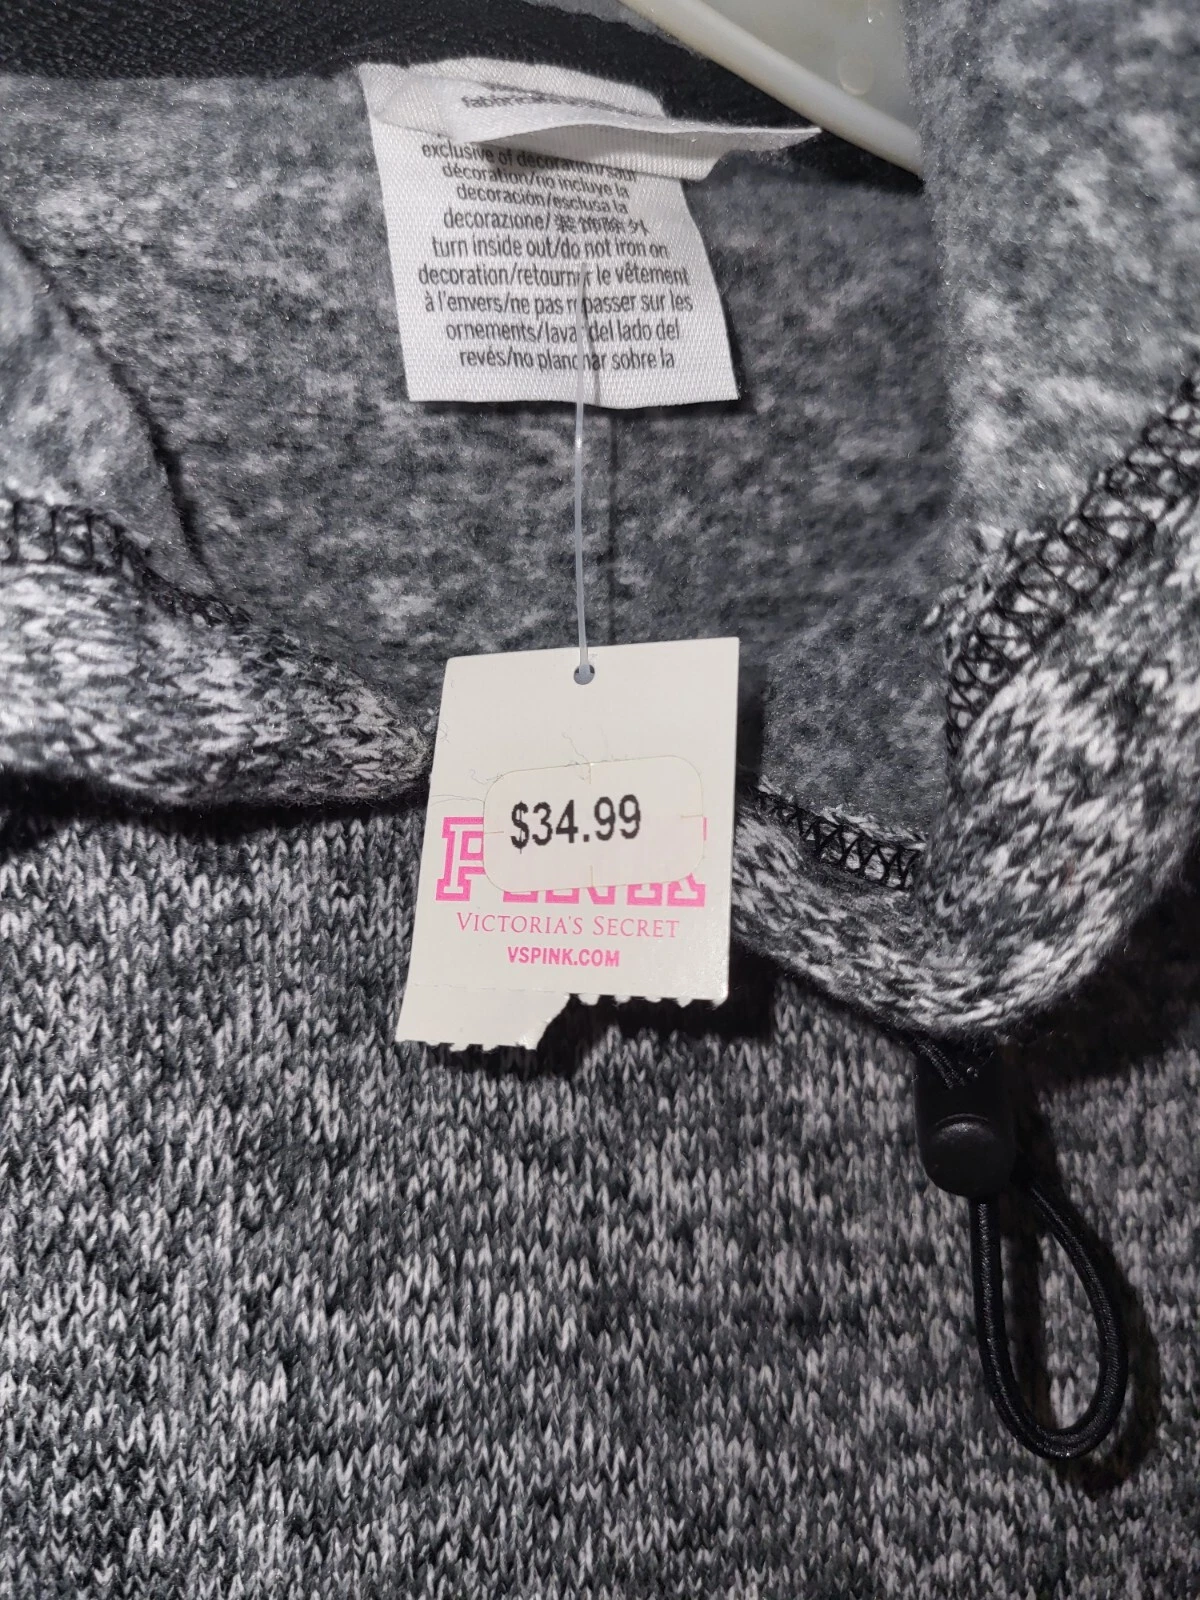 exclusive of decoration/sauf
décoration/no incluye la
decoración/esclusa la
decorazione/ 装饰除外
turn inside out/do not iron on
decoration/retourner le vêtement
à l'envers/ne pas repasser sur les
ornements/lavar del lado del
revés/no planchar sobre la
$34.99
VICTORIA'S SECRET
VSPINK.COM